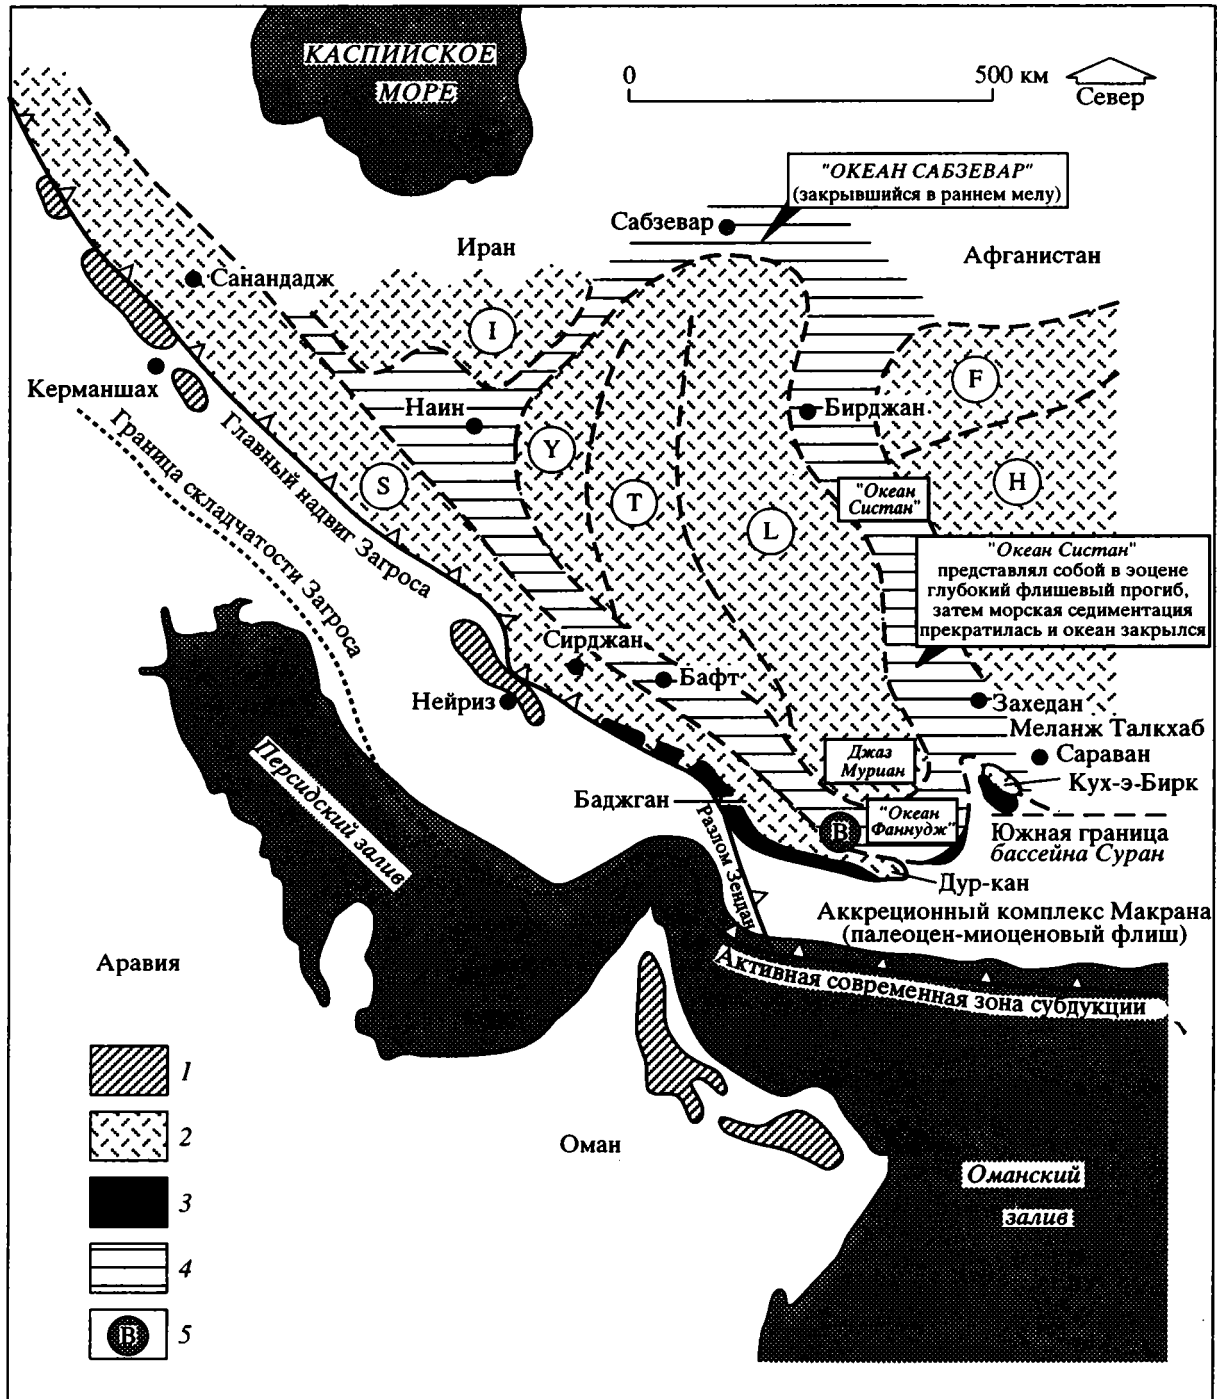 КАСПИЙСКОЕ
МОРЕ
0 500 км
Север
"ОКЕАН САБЗЕВАР"
(закрывшийся в раннем мелу)
Сабзевар
Иран
Афганистан
Санандадж
I
F
Керманшах
Наин
Бирджан
Y
S
T
H
L
"Океан
Систан"
Граница складчатости Загроса
Главный надвиг Загроса
"Океан Систан"
представлял собой в эоцене
глубокий флишевый прогиб,
затем морская седиментация
прекратилась и океан закрылся
Сирджан
Бафт
Нейриз
Захедан
Меланж Талкхаб
Сараван
Джаз
Муриан
Кух-э-Бирк
Персидский залив
Баджган
"Океан
Фаннудж"
B
Южная граница
бассейна Суран
Разлом Зендан
Дур-кан
Аккреционный комплекс Макрана
(палеоцен-миоценовый флиш)
Аравия
Активная современная зона субдукции
1
2
Оман
Оманский
залив
3
4
B 5